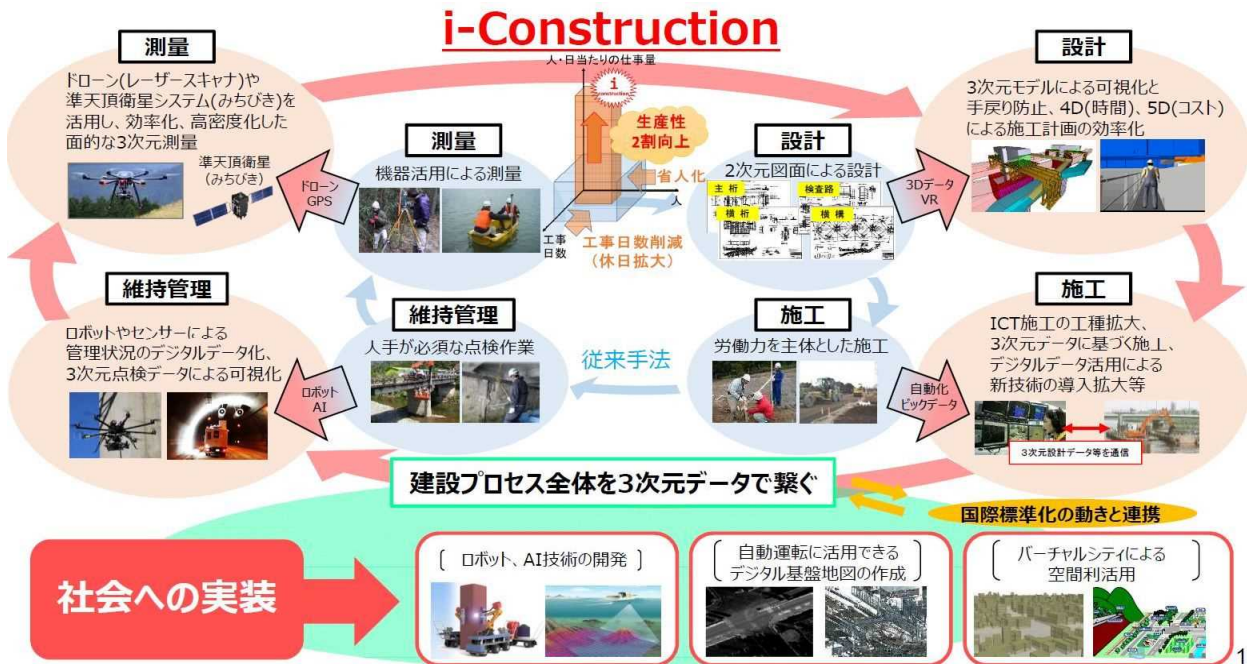 i-Construction
測量
ドローン(レーザースキャナ)や
準天頂衛星システム(みちびき)を
活用し、効率化、高密度化した
面的な3次元測量
準天頂衛星
(みちびき)
ドローン
GPS
測量
機器活用による測量
人・日当たりの仕事量
i
construction
生産性
2割向上
省人化
人
工事
日数
工事日数削減
(休日拡大)
設計
2次元図面による設計
主 桁
検査路
横 桁
横 構
3Dデータ
VR
設計
3次元モデルによる可視化と
手戻り防止、4D(時間)、5D(コスト)
による施工計画の効率化
維持管理
ロボットやセンサーによる
管理状況のデジタルデータ化、
3次元点検データによる可視化
ロボット
AI
維持管理
人手が必須な点検作業
従来手法
施工
労働力を主体とした施工
自動化
ビックデータ
施工
ICT施工の工種拡大、
3次元データに基づく施工、
デジタルデータ活用による
新技術の導入拡大等
3次元設計データ等を通信
建設プロセス全体を3次元データで繋ぐ
国際標準化の動きと連携
社会への実装
[ ロボット、AI技術の開発 ]
自動運転に活用できる
デジタル基盤地図の作成
バーチャルシティによる
空間利活用
1